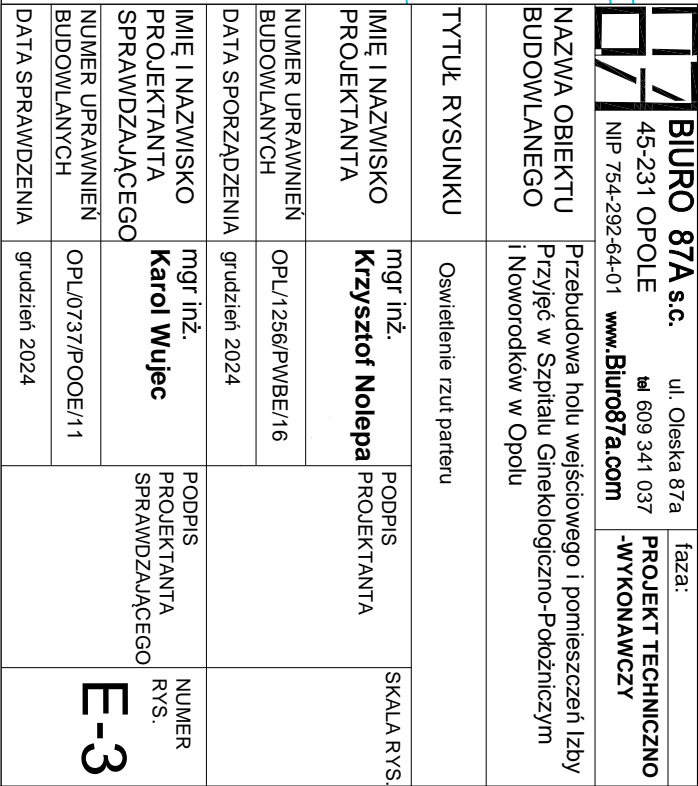 BIURO 87A s.c. ul. Oleska 87a
45-231 OPOLE tel 609 341 037
NIP 754-292-64-01 www.Biuro87a.com
faza:
PROJEKT TECHNICZNO
-WYKONAWCZY
NAZWA OBIEKTU
BUDOWLANEGO
Przebudowa holu wejściowego i pomieszczeń Izby
Przyjęć w Szpitalu Ginekologiczno-Położniczym
i Noworodków w Opolu
TYTUŁ RYSUNKU
Oswietlenie rzut parteru
IMIĘ I NAZWISKO
PROJEKTANTA
mgr inż.
Krzysztof Nolepa
PODPIS
PROJEKTANTA
SKALA RYS.
NUMER UPRAWNIEŃ
BUDOWLANYCH
OPL/1256/PWBE/16
DATA SPORZĄDZENIA
grudzień 2024
IMIĘ I NAZWISKO
PROJEKTANTA
SPRAWDZAJĄCEGO
mgr inż.
Karol Wujec
PODPIS
PROJEKTANTA
SPRAWDZAJĄCEGO
NUMER
RYS.
E-3
NUMER UPRAWNIEŃ
BUDOWLANYCH
OPL/0737/POOE/11
DATA SPRAWDZENIA
grudzień 2024